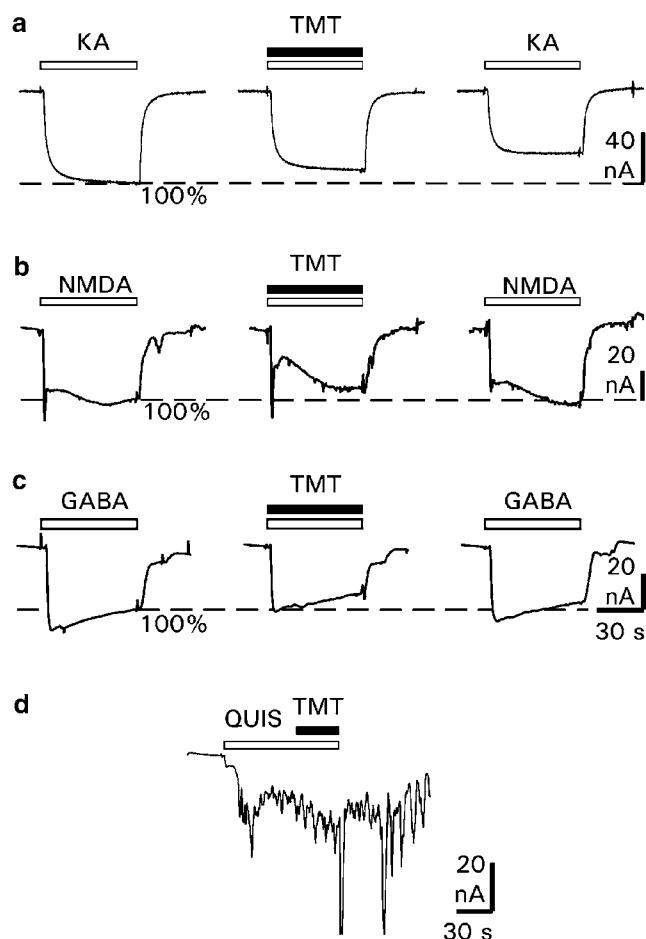 a
KA
TMT
KA
40
nA
100%
b
NMDA
TMT
NMDA
20
nA
100%
c
GABA
TMT
GABA
20
nA
100%
30 s
d
QUIS
TMT
20
nA
30 s